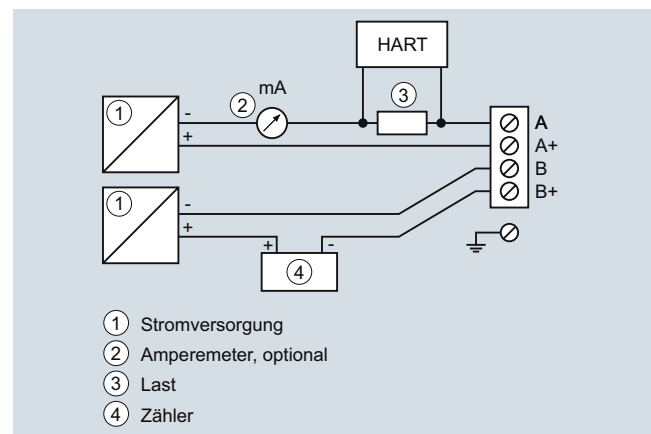 HART
mA
2
3
1
-
+
A
A+
B
B+
1
-
+
+ -
4
1 Stromversorgung
2 Amperemeter, optional
3 Last
4 Zähler